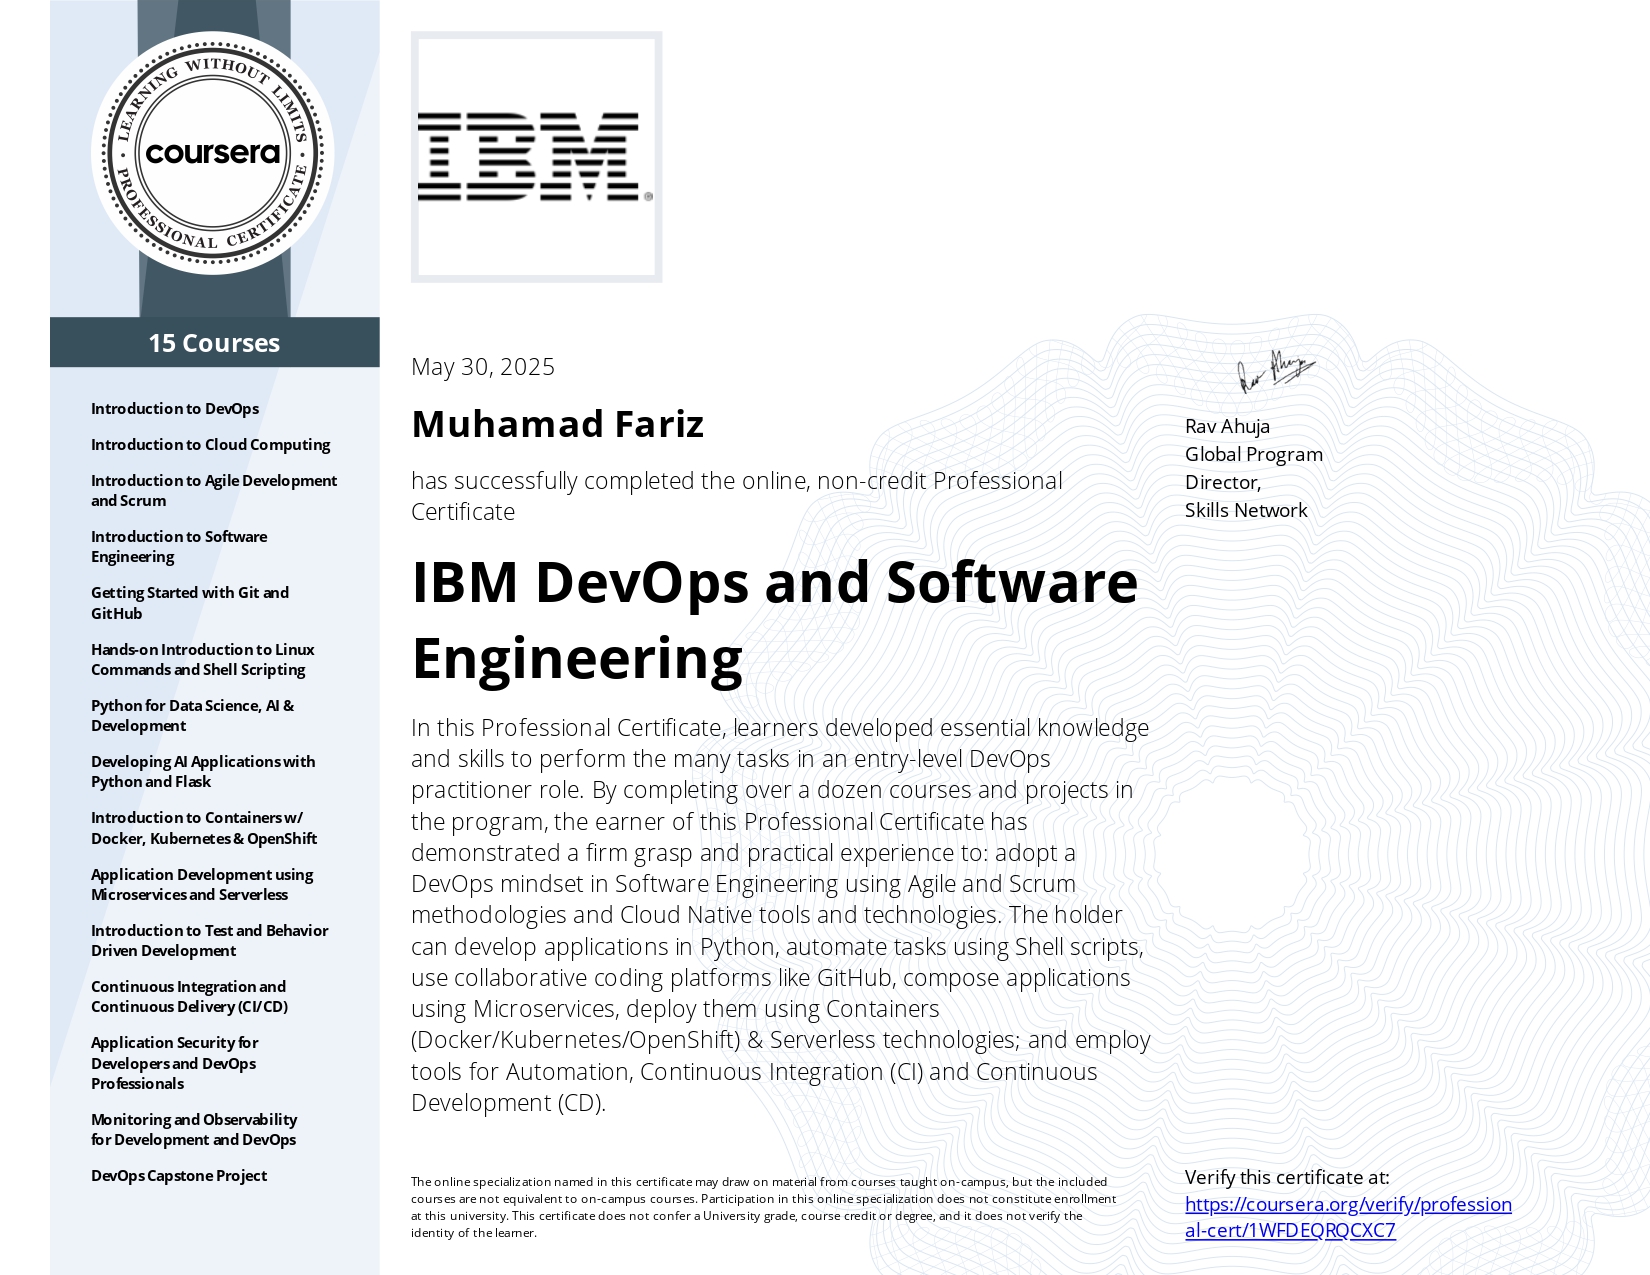 LEARNING WITHOUT LIMITS
coursera
PROFESSIONAL CERTIFICATE
15 Courses
Introduction to DevOps
Introduction to Cloud Computing
Introduction to Agile Development
and Scrum
Introduction to Software
Engineering
Getting Started with Git and
GitHub
Hands-on Introduction to Linux
Commands and Shell Scripting
Python for Data Science, AI &
Development
Developing AI Applications with
Python and Flask
Introduction to Containers w/
Docker, Kubernetes & OpenShift
Application Development using
Microservices and Serverless
Introduction to Test and Behavior
Driven Development
Continuous Integration and
Continuous Delivery (CI/CD)
Application Security for
Developers and DevOps
Professionals
Monitoring and Observability
for Development and DevOps
DevOps Capstone Project
IBM®
May 30, 2025
Muhamad Fariz
has successfully completed the online, non-credit Professional
Certificate
IBM DevOps and Software
Engineering
In this Professional Certificate, learners developed essential knowledge
and skills to perform the many tasks in an entry-level DevOps
practitioner role. By completing over a dozen courses and projects in
the program, the earner of this Professional Certificate has
demonstrated a firm grasp and practical experience to: adopt a
DevOps mindset in Software Engineering using Agile and Scrum
methodologies and Cloud Native tools and technologies. The holder
can develop applications in Python, automate tasks using Shell scripts,
use collaborative coding platforms like GitHub, compose applications
using Microservices, deploy them using Containers
(Docker/Kubernetes/OpenShift) & Serverless technologies; and employ
tools for Automation, Continuous Integration (CI) and Continuous
Development (CD).
The online specialization named in this certificate may draw on material from courses taught on-campus, but the included
courses are not equivalent to on-campus courses. Participation in this online specialization does not constitute enrollment
at this university. This certificate does not confer a University grade, course credit or degree, and it does not verify the
identity of the learner.
Rav Ahuja
Rav Ahuja
Global Program
Director,
Skills Network
Verify this certificate at:
https://coursera.org/verify/profession
al-cert/1WFDEQRQCXC7